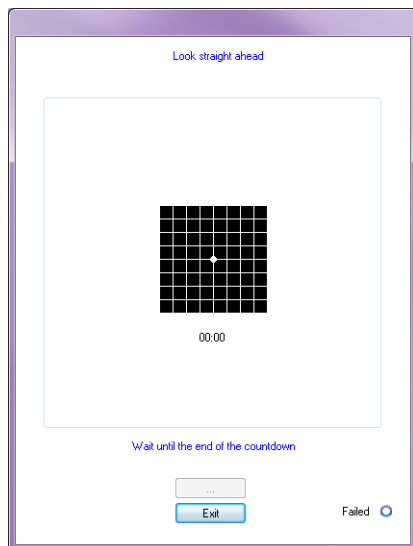 Look straight ahead
00:00
Wait until the end of the countdown
...
Exit
Failed